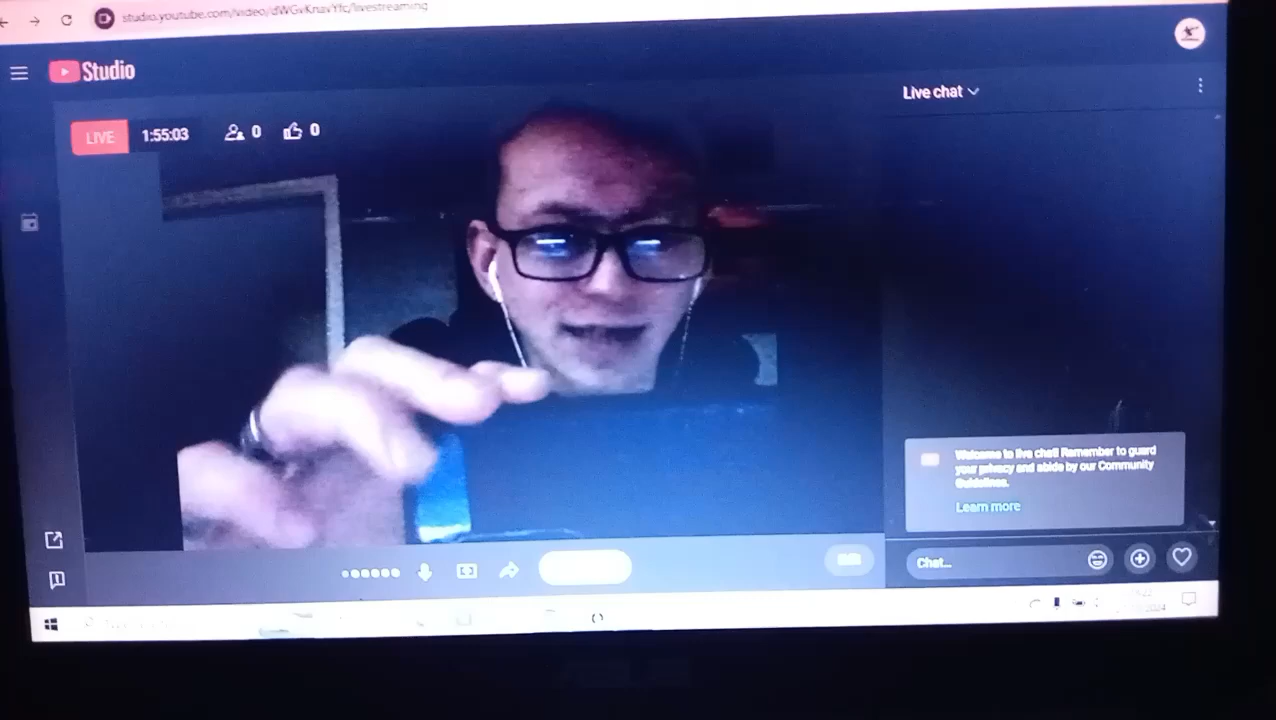 studio.youtube.com/video/dWGvKnavYfc/livestreaming
Studio
Live chat
LIVE 1:55:03 0 0
Welcome to live chat! Remember to guard
your privacy and abide by our Community
Guidelines.
Learn more
Chat...